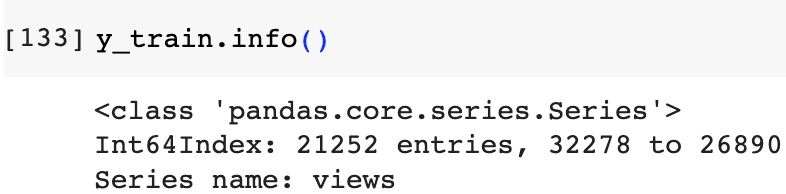 [133] y_train.info()
<class 'pandas.core.series.Series'>
Int64Index: 21252 entries, 32278 to 26890
Series name: views